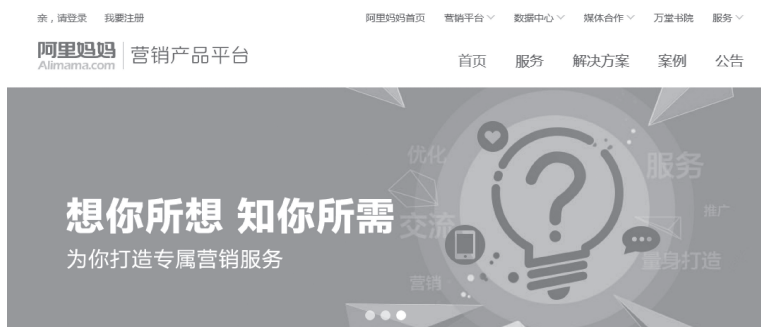 亲，请登录 我要注册 阿里妈妈首页 营销平台 数据中心 媒体合作 万堂书院 服务
阿里妈妈 营销产品平台 首页 服务 解决方案 案例 公告
Alimama.com
优化
服务
想你所想 知你所需
推广
交流
为你打造专属营销服务
量身打造
营销